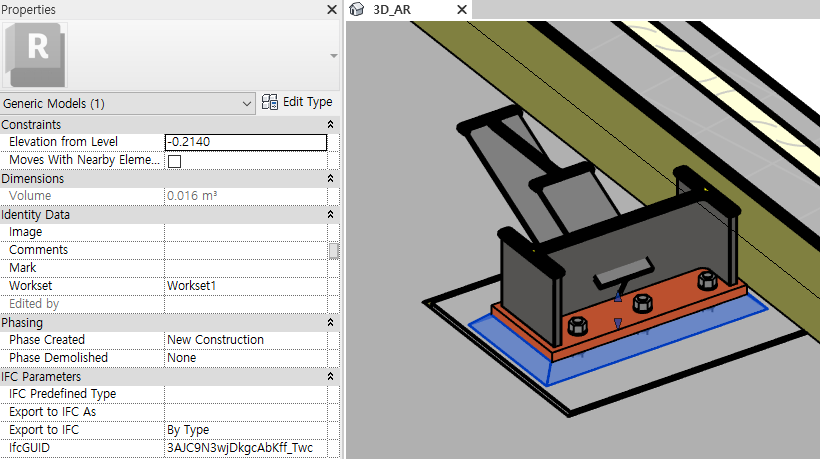 Properties
3D_AR
R
Generic Models (1)
Edit Type
Constraints
Elevation from Level -0.2140
Moves With Nearby Eleme...
Dimensions
Volume 0.016 m³
Identity Data
Image
Comments
Mark
Workset Workset1
Edited by
Phasing
Phase Created New Construction
Phase Demolished None
IFC Parameters
IFC Predefined Type
Export to IFC As
Export to IFC By Type
IfcGUID 3AJC9N3wjDkgcAbKff_Twc